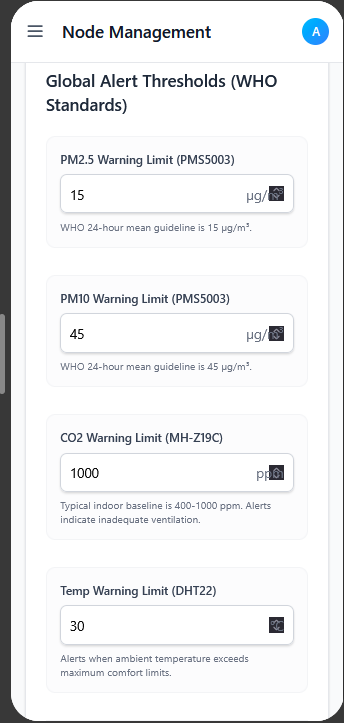 Node Management
A
Global Alert Thresholds (WHO
Standards)
PM2.5 Warning Limit (PMS5003)
15
WHO 24-hour mean guideline is 15 µg/m³.
PM10 Warning Limit (PMS5003)
45
WHO 24-hour mean guideline is 45 µg/m³.
CO2 Warning Limit (MH-Z19C)
1000
Typical indoor baseline is 400-1000 ppm. Alerts
indicate inadequate ventilation.
Temp Warning Limit (DHT22)
30
Alerts when ambient temperature exceeds
maximum comfort limits.